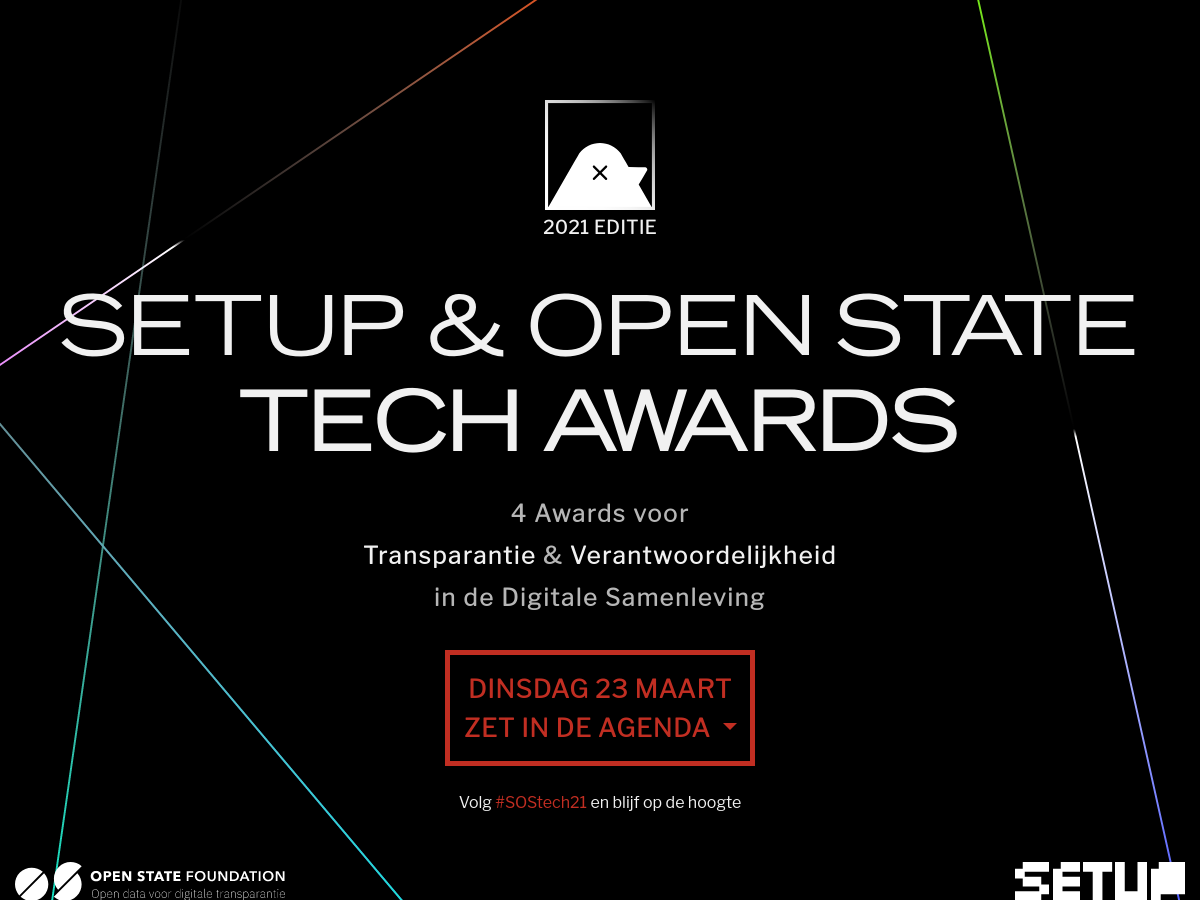 2021 EDITIE
SETUP & OPEN STATE
TECH AWARDS
4 Awards voor
Transparantie & Verantwoordelijkheid
in de Digitale Samenleving
DINSDAG 23 MAART
ZET IN DE AGENDA
Volg #SOStech21 en blijf op de hoogte
OPEN STATE FOUNDATION
Open data voor digitale transparantie
SETUP